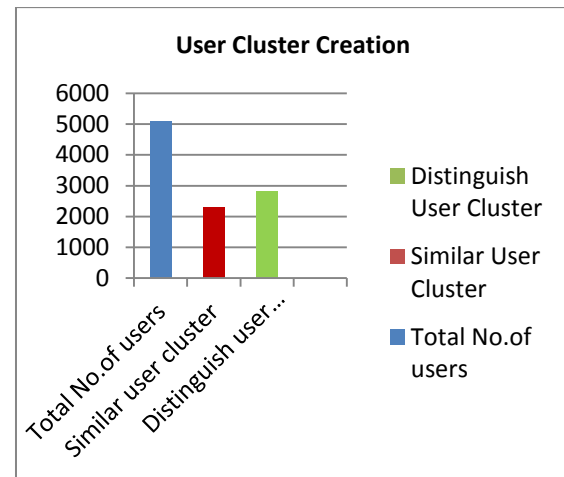 User Cluster Creation
6000
5000
4000
3000
2000
1000
0
Total No.of users
Similar user cluster
Distinguish user...
Distinguish
User Cluster
Similar User
Cluster
Total No.of
users